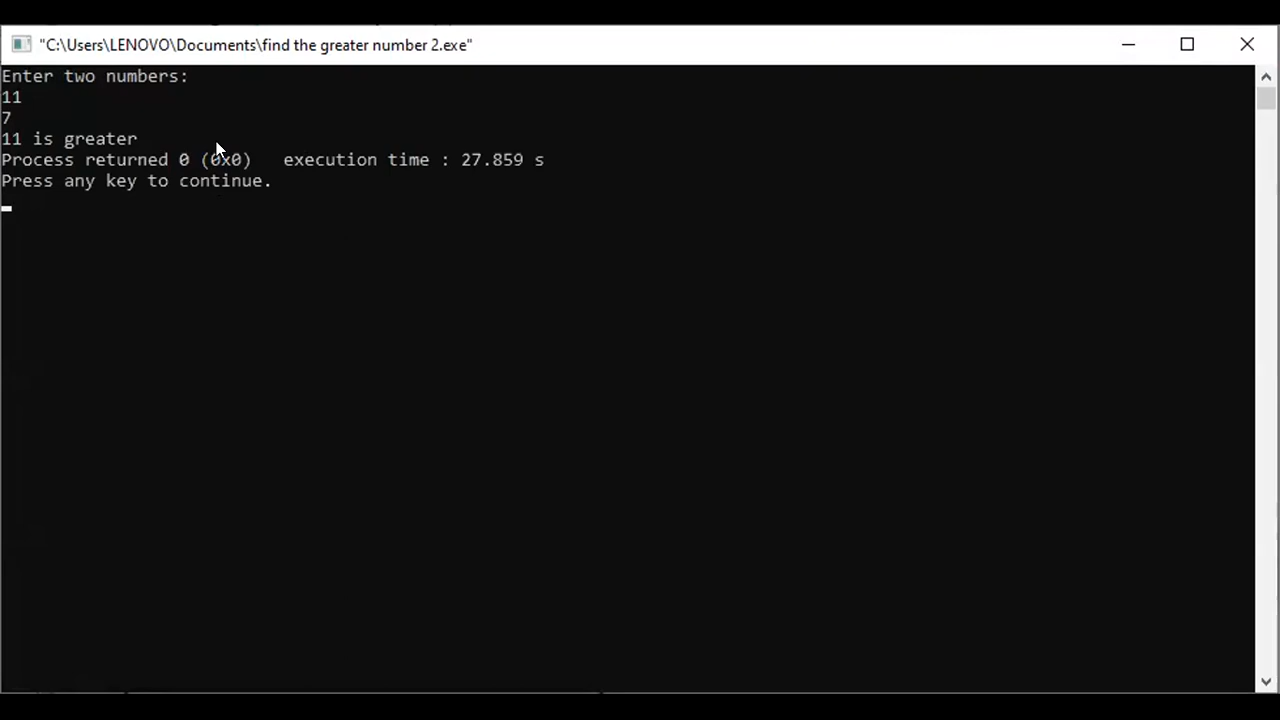 "C:\Users\LENOVO\Documents\find the greater number 2.exe"
Enter two numbers:
11
7
11 is greater
Process returned 0 (0x0)   execution time : 27.859 s
Press any key to continue.